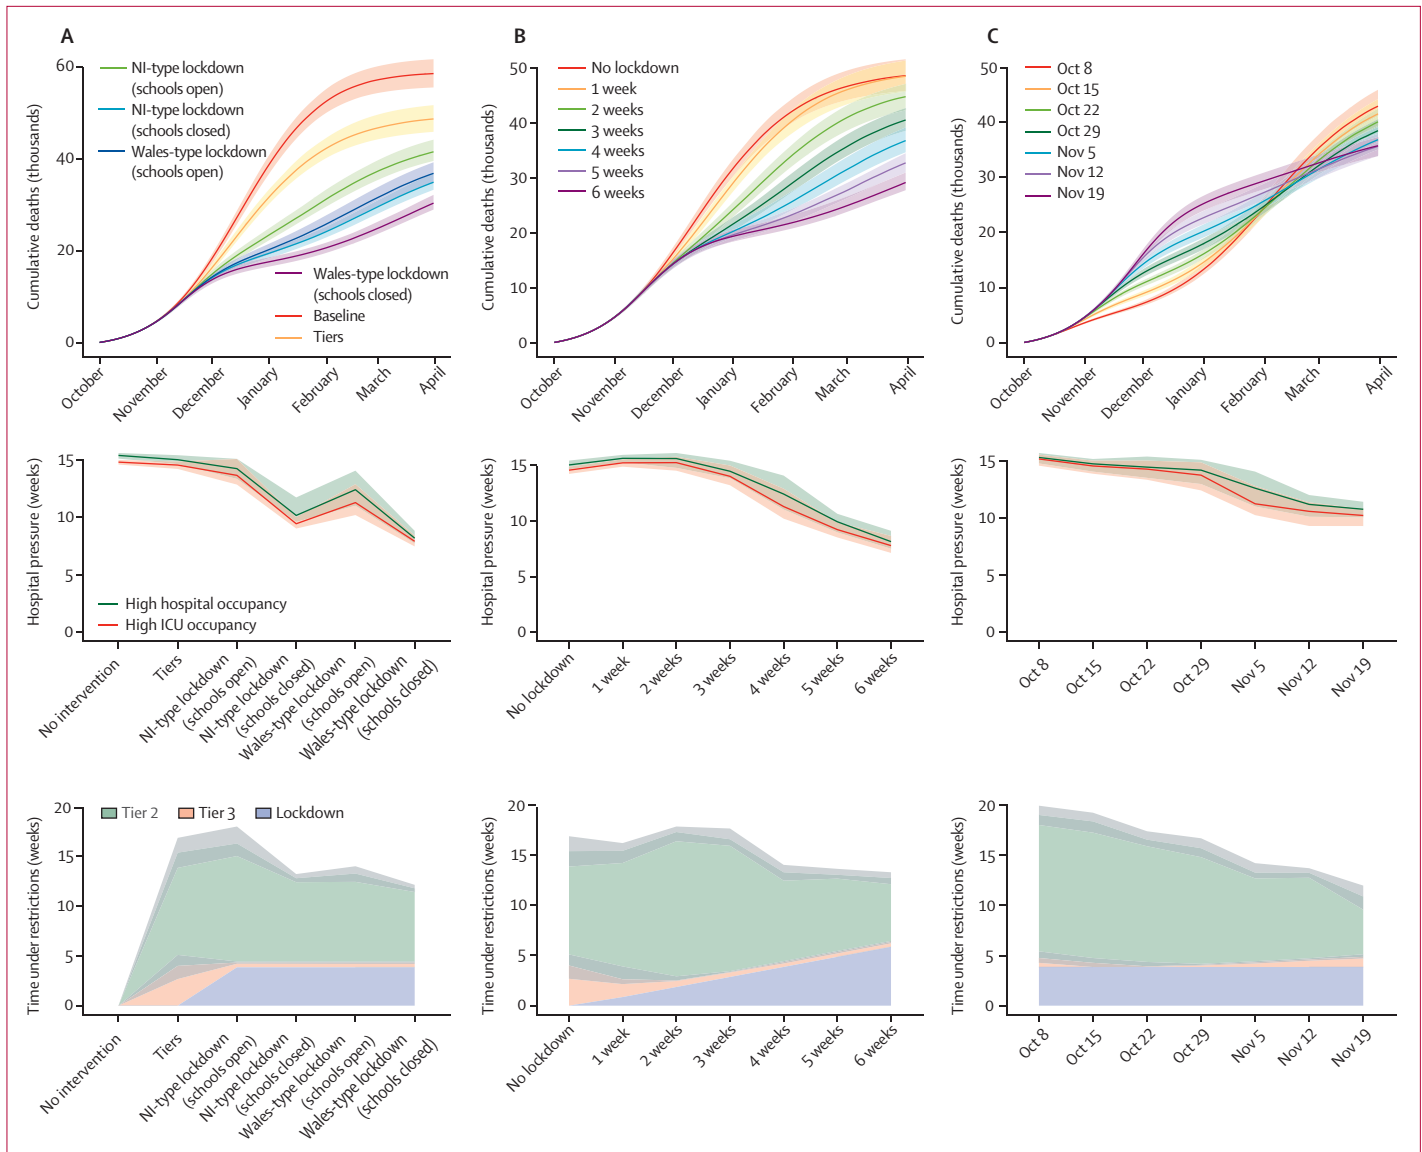 A
Cumulative deaths (thousands)
60
40
20
0
NI-type lockdown
(schools open)
NI-type lockdown
(schools closed)
Wales-type lockdown
(schools open)
Wales-type lockdown
(schools closed)
Baseline
Tiers
October
November
December
January
February
March
April
B
Cumulative deaths (thousands)
50
40
30
20
10
0
No lockdown
1 week
2 weeks
3 weeks
4 weeks
5 weeks
6 weeks
October
November
December
January
February
March
April
C
Cumulative deaths (thousands)
50
40
30
20
10
0
Oct 8
Oct 15
Oct 22
Oct 29
Nov 5
Nov 12
Nov 19
October
November
December
January
February
March
April
Hospital pressure (weeks)
15
10
5
0
High hospital occupancy
High ICU occupancy
No intervention
Tiers
NI-type lockdown
(schools open)
NI-type lockdown
(schools closed)
Wales-type lockdown
(schools open)
Wales-type lockdown
(schools closed)
Hospital pressure (weeks)
15
10
5
0
No lockdown
1 week
2 weeks
3 weeks
4 weeks
5 weeks
6 weeks
Hospital pressure (weeks)
15
10
5
0
Oct 8
Oct 15
Oct 22
Oct 29
Nov 5
Nov 12
Nov 19
Time under restrictions (weeks)
20
15
10
5
0
Tier 2
Tier 3
Lockdown
No intervention
Tiers
NI-type lockdown
(schools open)
NI-type lockdown
(schools closed)
Wales-type lockdown
(schools open)
Wales-type lockdown
(schools closed)
Time under restrictions (weeks)
20
15
10
5
0
No lockdown
1 week
2 weeks
3 weeks
4 weeks
5 weeks
6 weeks
Time under restrictions (weeks)
20
15
10
5
0
Oct 8
Oct 15
Oct 22
Oct 29
Nov 5
Nov 12
Nov 19